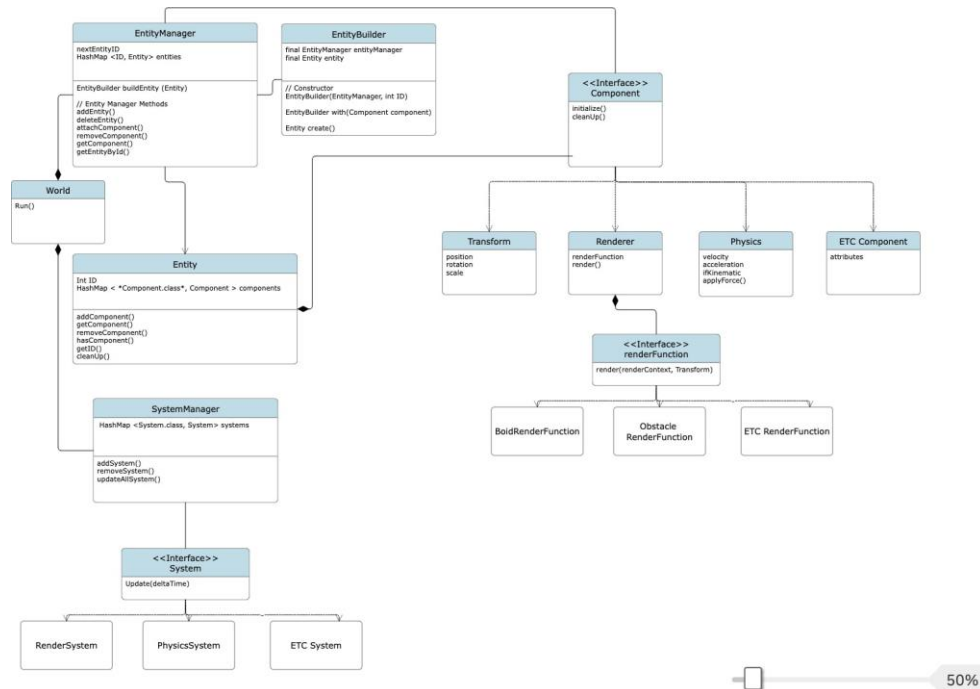 EntityManager
nextEntityID
HashMap <ID, Entity> entities
EntityBuilder buildEntity (Entity)
// Entity Manager Methods
addEntity()
deleteEntity()
attachComponent()
removeComponent()
getComponent()
getEntityById()
EntityBuilder
final EntityManager entityManager
final Entity entity
// Constructor
EntityBuilder(EntityManager, int ID)
EntityBuilder with(Component component)
Entity create()
<<Interface>>
Component
initialize()
cleanUp()
World
Run()
Entity
Int ID
HashMap < *Component.class*, Component > components
addComponent()
getComponent()
removeComponent()
hasComponent()
getID()
cleanUp()
Transform
position
rotation
scale
Renderer
renderFunction
render()
Physics
velocity
acceleration
ifKinematic
applyForce()
ETC Component
attributes
<<Interface>>
renderFunction
render(renderContext, Transform)
BoidRenderFunction
Obstacle
RenderFunction
ETC RenderFunction
SystemManager
HashMap <System.class, System> systems
addSystem()
removeSystem()
updateAllSystem()
<<Interface>>
System
Update(deltaTime)
RenderSystem
PhysicsSystem
ETC System
50%